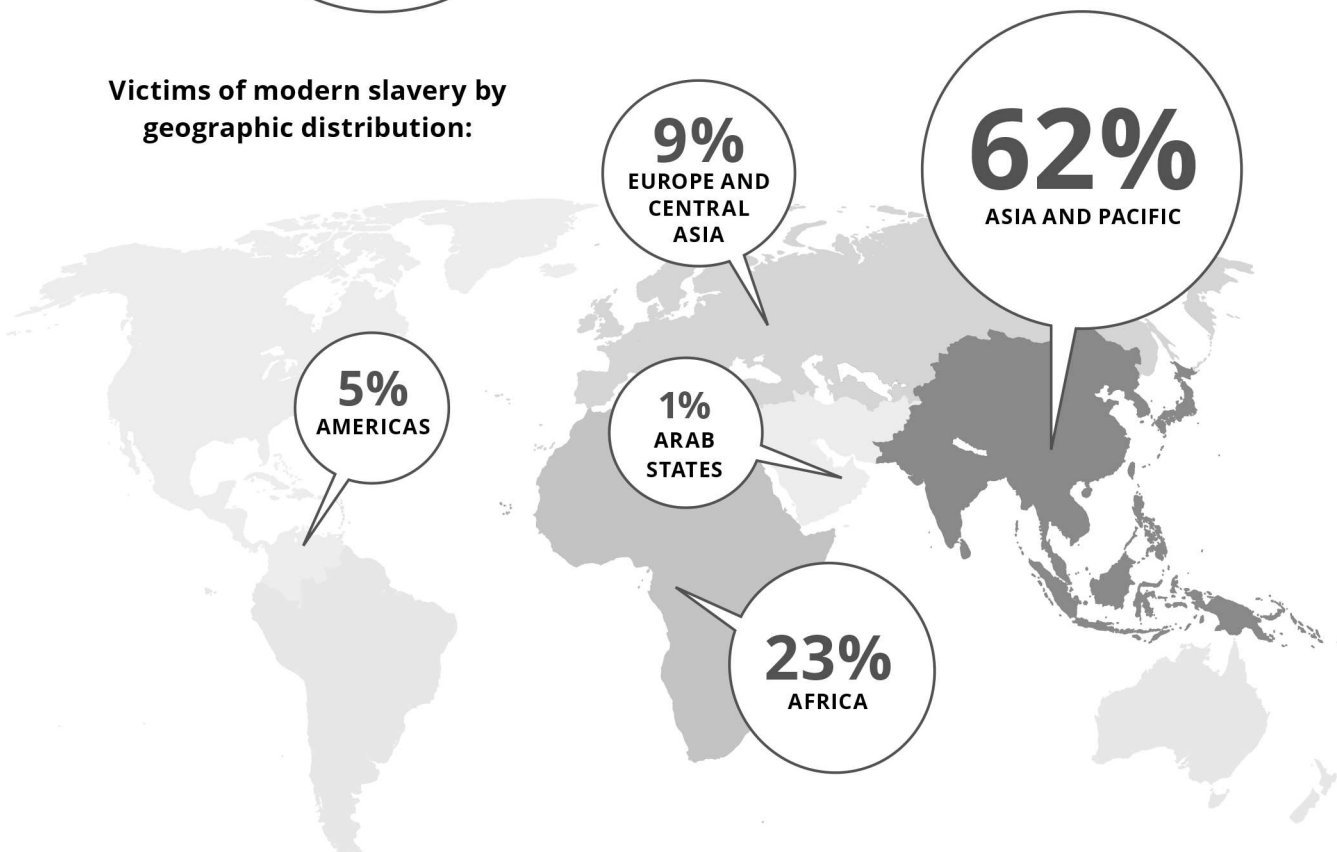 Victims of modern slavery by
geographic distribution:
9%
EUROPE AND
CENTRAL
ASIA
62%
ASIA AND PACIFIC
5%
AMERICAS
1%
ARAB
STATES
23%
AFRICA